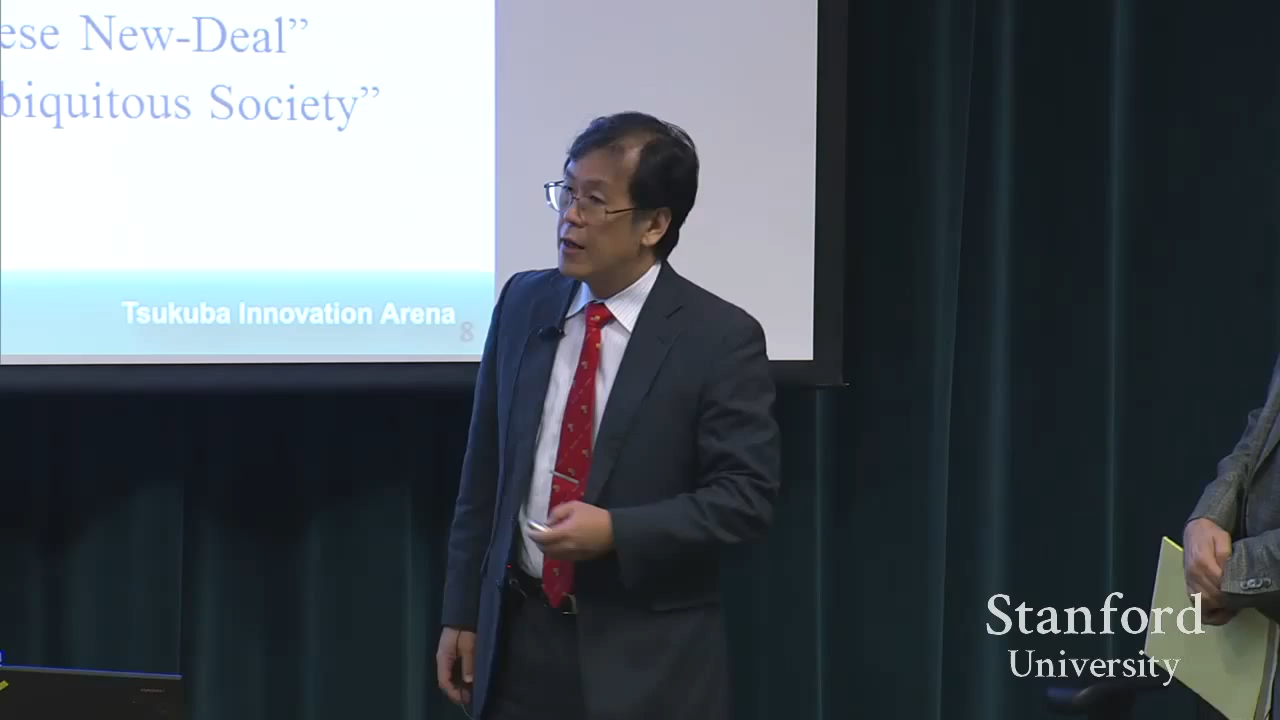 ese New-Deal”
biquitous Society”
Tsukuba Innovation Arena
8
Stanford
University